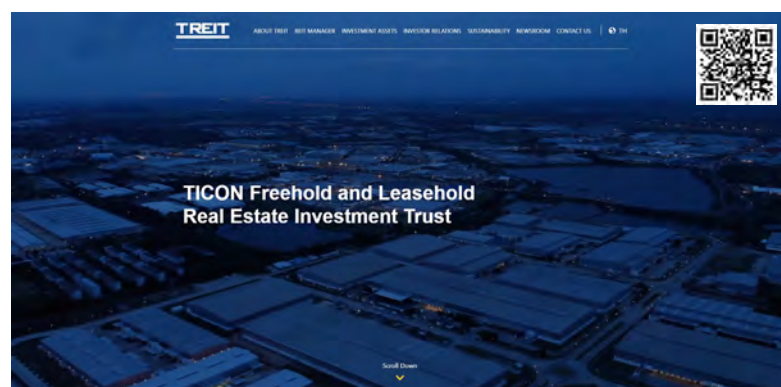 TREIT
ABOUT TREIT REIT MANAGER INVESTMENT ASSETS INVESTOR RELATIONS SUSTAINABILITY NEWSROOM CONTACT US TH
TICON Freehold and Leasehold
Real Estate Investment Trust
Scroll Down